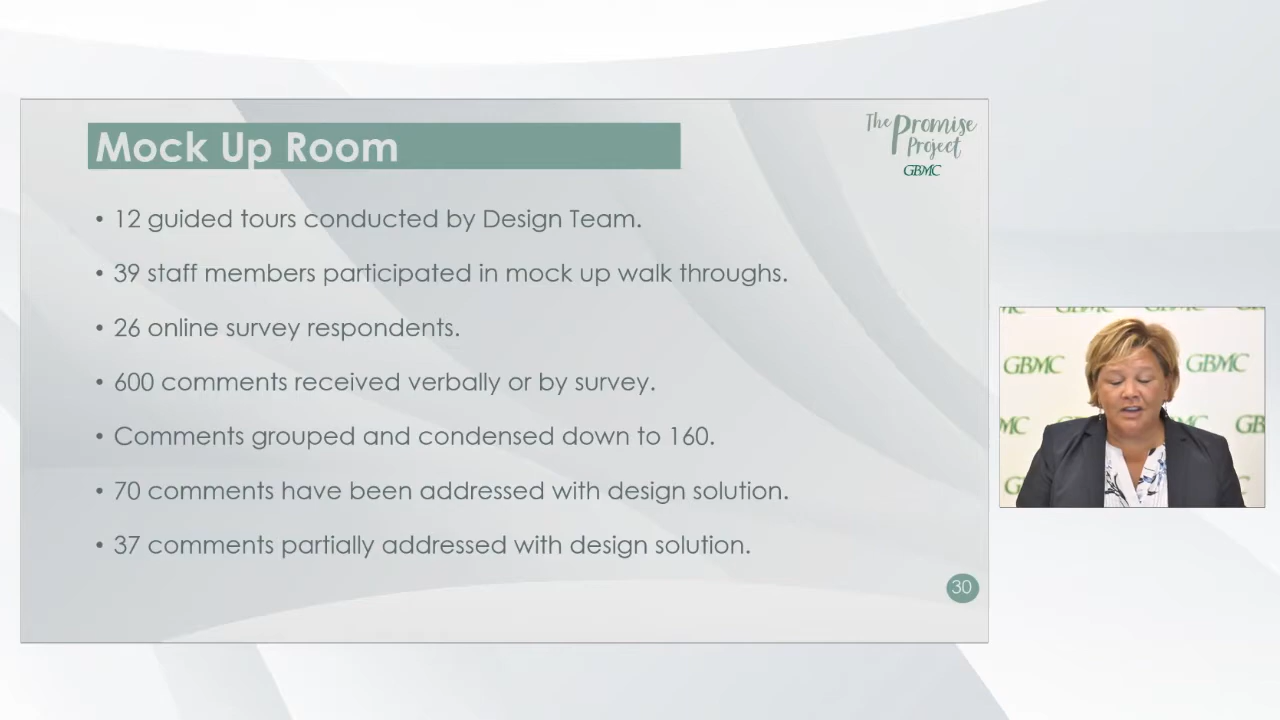 Mock Up Room
The Promise
Project
GBMC
• 12 guided tours conducted by Design Team.
• 39 staff members participated in mock up walk throughs.
• 26 online survey respondents.
• 600 comments received verbally or by survey.
• Comments grouped and condensed down to 160.
• 70 comments have been addressed with design solution.
• 37 comments partially addressed with design solution.
30
GBMC GBMC
MC GB